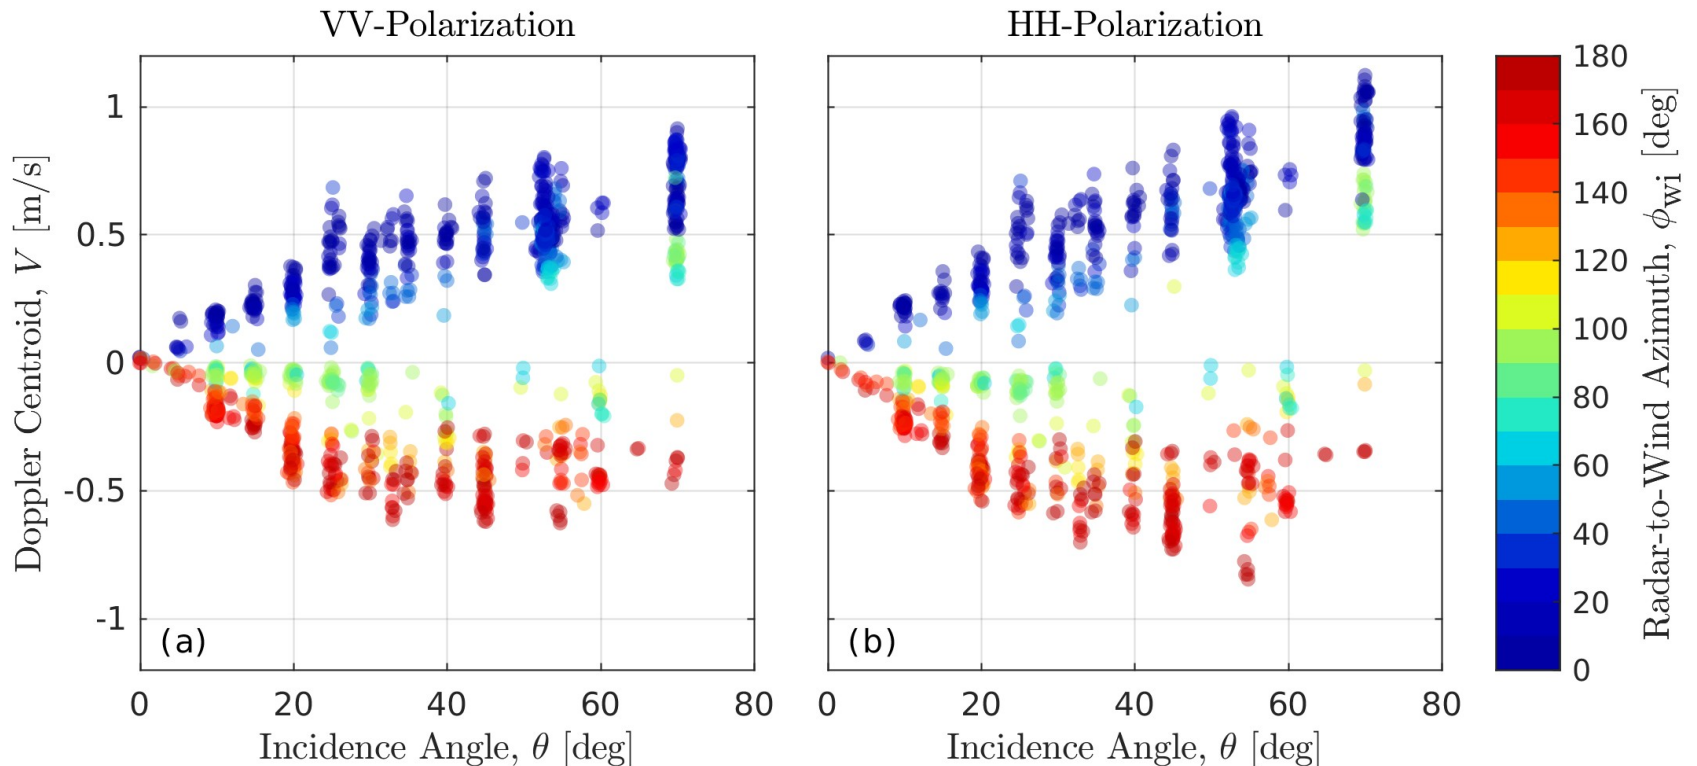 VV-Polarization
HH-Polarization
Doppler Centroid, V [m/s]
1
0.5
0
-0.5
-1
(a)
(b)
0 20 40 60 80
0 20 40 60 80
Incidence Angle, θ [deg]
Incidence Angle, θ [deg]
180
160
140
120
100
80
60
40
20
0
Radar-to-Wind Azimuth, ϕwi [deg]